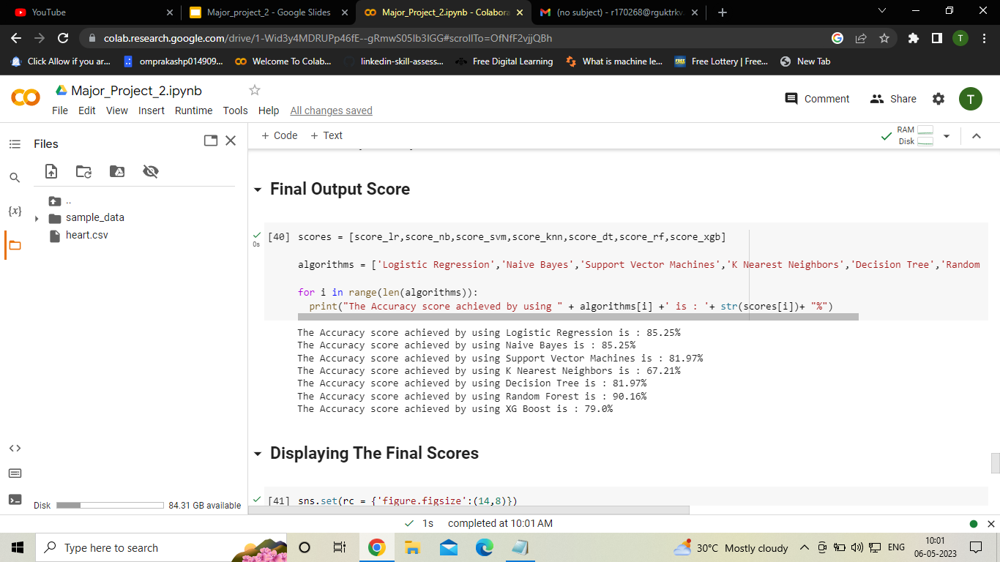 YouTube
Major_project_2 - Google Slides
Major_Project_2.ipynb - Colabora
(no subject) - r170268@rguktrkv.
colab.research.google.com/drive/1-Wid3y4MDRUPp46fE--gRmwS05Ib3IGG#scrollTo=OfNfF2vjjQBh
T
Click Allow if you ar...
omprakashp014909...
Welcome To Colab...
linkedin-skill-assess...
Free Digital Learning
What is machine le...
Free Lottery | Free...
New Tab
Major_Project_2.ipynb
File Edit View Insert Runtime Tools Help All changes saved
Comment
Share
T
Files
+ Code + Text
RAM
Disk
..
sample_data
heart.csv
{x}
Final Output Score
0s
[40] scores = [score_lr,score_nb,score_svm,score_knn,score_dt,score_rf,score_xgb]
algorithms = ['Logistic Regression','Naive Bayes','Support Vector Machines','K Nearest Neighbors','Decision Tree','Random
for i in range(len(algorithms)):
print("The Accuracy score achieved by using " + algorithms[i] +' is : '+ str(scores[i])+ "%")
The Accuracy score achieved by using Logistic Regression is : 85.25%
The Accuracy score achieved by using Naive Bayes is : 85.25%
The Accuracy score achieved by using Support Vector Machines is : 81.97%
The Accuracy score achieved by using K Nearest Neighbors is : 67.21%
The Accuracy score achieved by using Decision Tree is : 81.97%
The Accuracy score achieved by using Random Forest is : 90.16%
The Accuracy score achieved by using XG Boost is : 79.0%
Displaying The Final Scores
[41] sns.set(rc = {'figure.figsize':(14,8)})
Disk
84.31 GB available
1s completed at 10:01 AM
Type here to search
30°C Mostly cloudy
ENG
10:01
06-05-2023